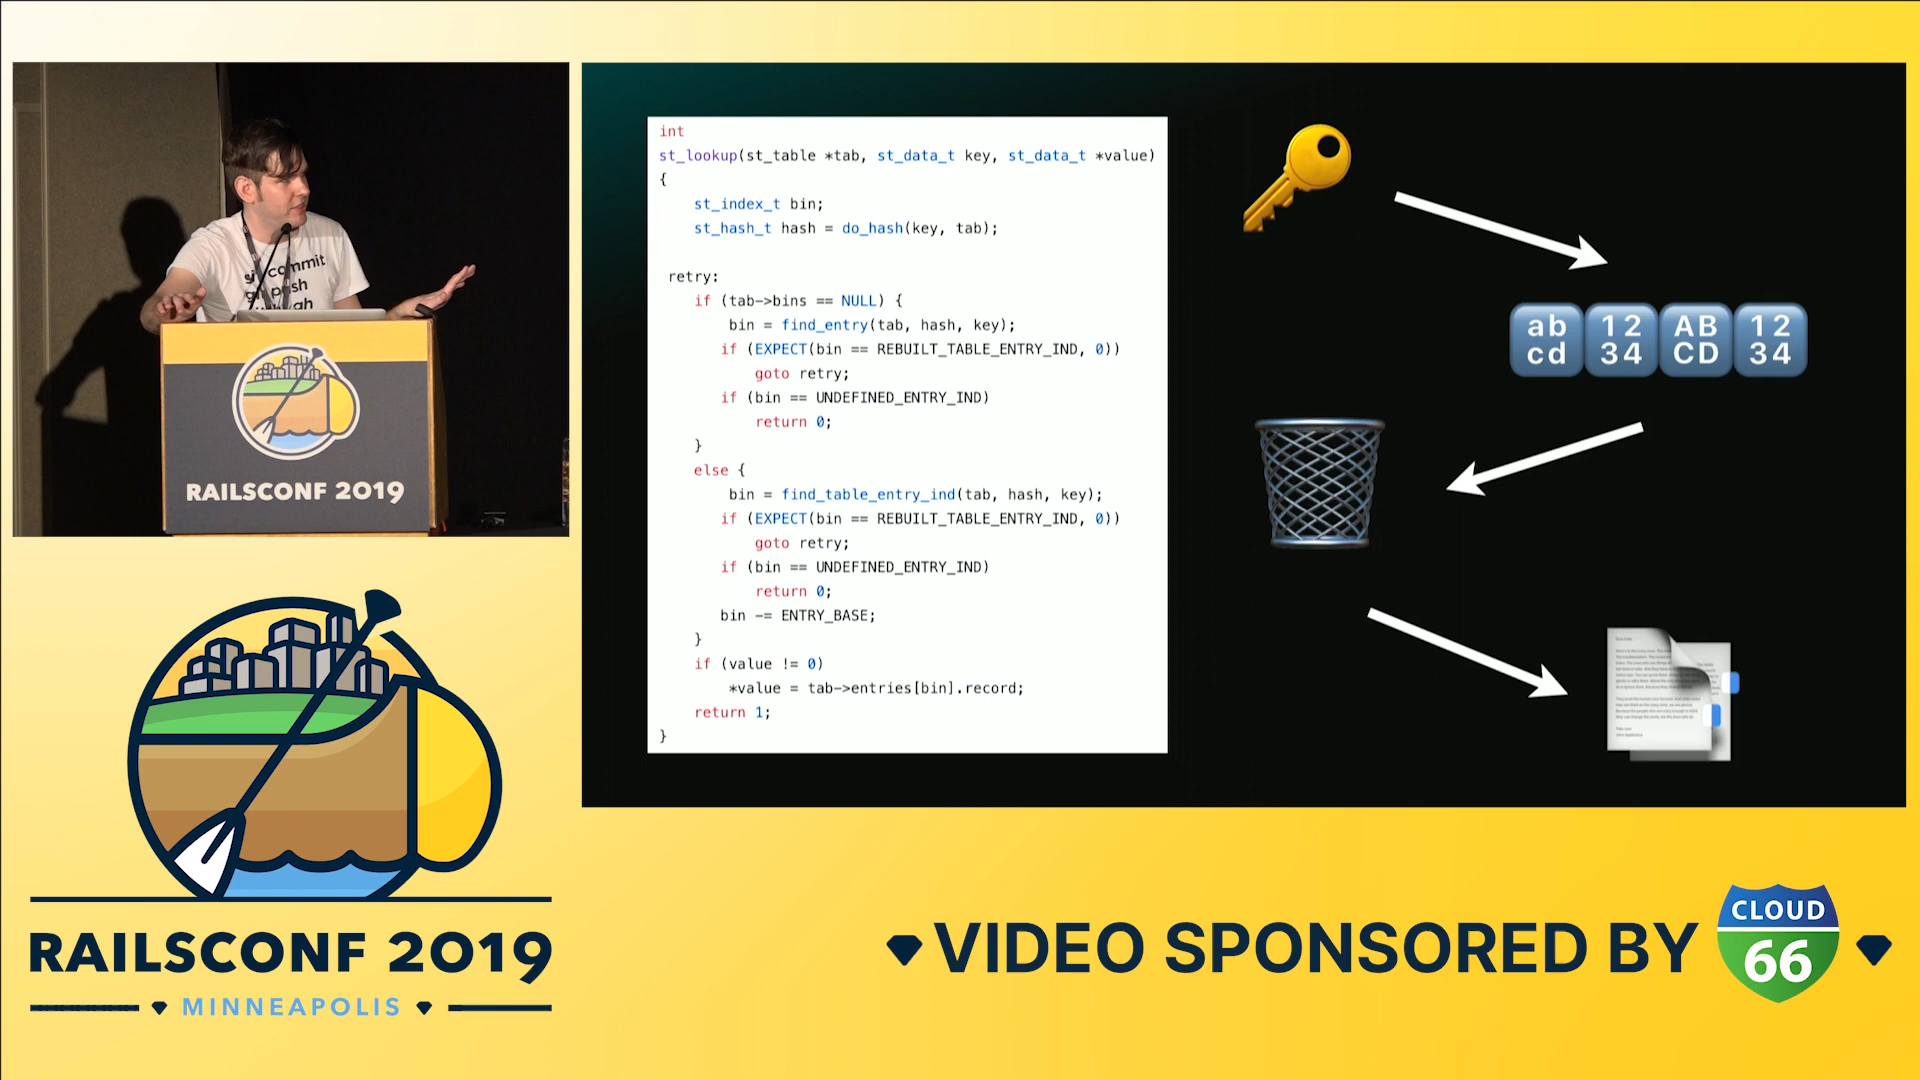 git commit
git push
RAILSCONF 2019
int
st_lookup(st_table *tab, st_data_t key, st_data_t *value)
{
st_index_t bin;
st_hash_t hash = do_hash(key, tab);
retry:
if (tab->bins == NULL) {
bin = find_entry(tab, hash, key);
if (EXPECT(bin == REBUILT_TABLE_ENTRY_IND, 0))
goto retry;
if (bin == UNDEFINED_ENTRY_IND)
return 0;
}
else {
bin = find_table_entry_ind(tab, hash, key);
if (EXPECT(bin == REBUILT_TABLE_ENTRY_IND, 0))
goto retry;
if (bin == UNDEFINED_ENTRY_IND)
return 0;
bin -= ENTRY_BASE;
}
if (value != 0)
*value = tab->entries[bin].record;
return 1;
}
ab 12 AB 12
cd 34 CD 34
RAILSCONF 2019
MINNEAPOLIS
VIDEO SPONSORED BY
CLOUD
66